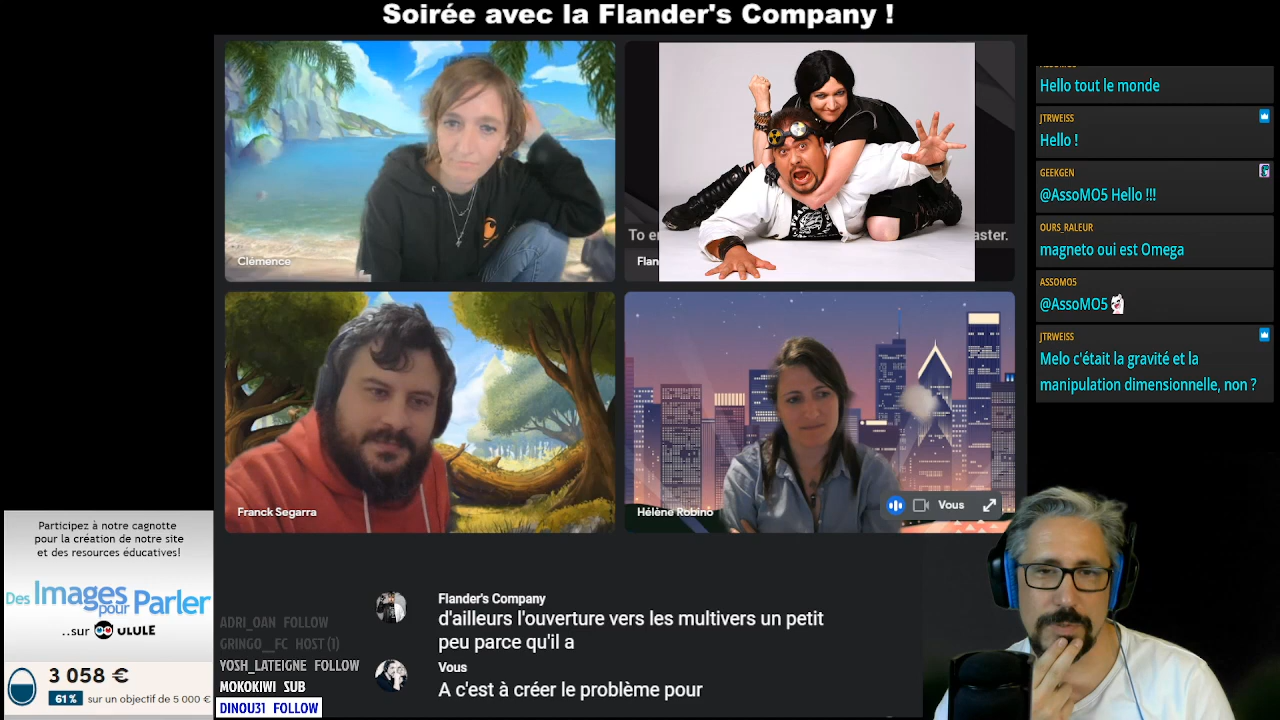 Soirée avec la Flander's Company !
Hello tout le monde
JTRWEISS
Hello !
GEEKGEN
@AssoMO5 Hello !!!
OURS_RALEUR
magneto oui est Omega
ASSOMO5
@AssoMO5
JTRWEISS
Melo c'était la gravité et la
manipulation dimensionnelle, non ?
Clémence
To e
aster.
Flan
Franck Segarra
Hélène Robino
Vous
Participez à notre cagnotte
pour la création de notre site
et des resources éducatives!
Des Images pour Parler
..sur ULULE
3 058 €
61 % sur un objectif de 5 000 €
ADRI_OAN FOLLOW
GRINGO__FC HOST (1)
YOSH_LATEIGNE FOLLOW
MOKOKIWI SUB
DINOU31 FOLLOW
Flander's Company
d'ailleurs l'ouverture vers les multivers un petit
peu parce qu'il a
Vous
A c'est à créer le problème pour